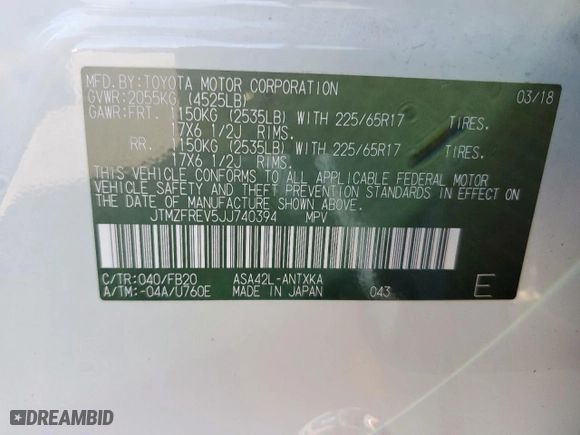 MFD.BY:TOYOTA MOTOR CORPORATION 03/18
GVWR:2055KG (4525LB)
GAWR:FRT. 1150KG (2535LB) WITH 225/65R17 TIRES.
17X6 1/2J RIMS.
RR. 1150KG (2535LB) WITH 225/65R17 TIRES.
17X6 1/2J RIMS.
THIS VEHICLE CONFORMS TO ALL APPLICABLE FEDERAL MOTOR
VEHICLE SAFETY AND THEFT PREVENTION STANDARDS IN EFFECT ON
THE DATE OF MANUFACTURE SHOWN ABOVE.
JTMZFREV5JJ740394 MPV
C/TR:040/FB20 ASA42L-ANTXKA
A/TM:-04A/U760E MADE IN JAPAN 043 E
DREAMBID